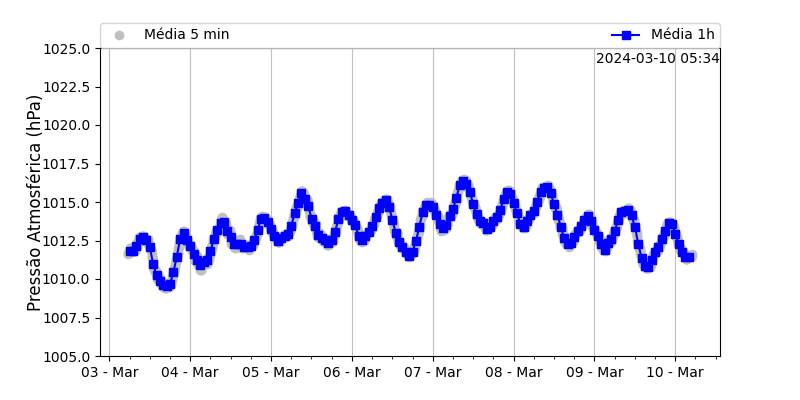 Média 5 min
Média 1h
2024-03-10 05:34
Pressão Atmosférica (hPa)
1025.0
1022.5
1020.0
1017.5
1015.0
1012.5
1010.0
1007.5
1005.0
03 - Mar
04 - Mar
05 - Mar
06 - Mar
07 - Mar
08 - Mar
09 - Mar
10 - Mar